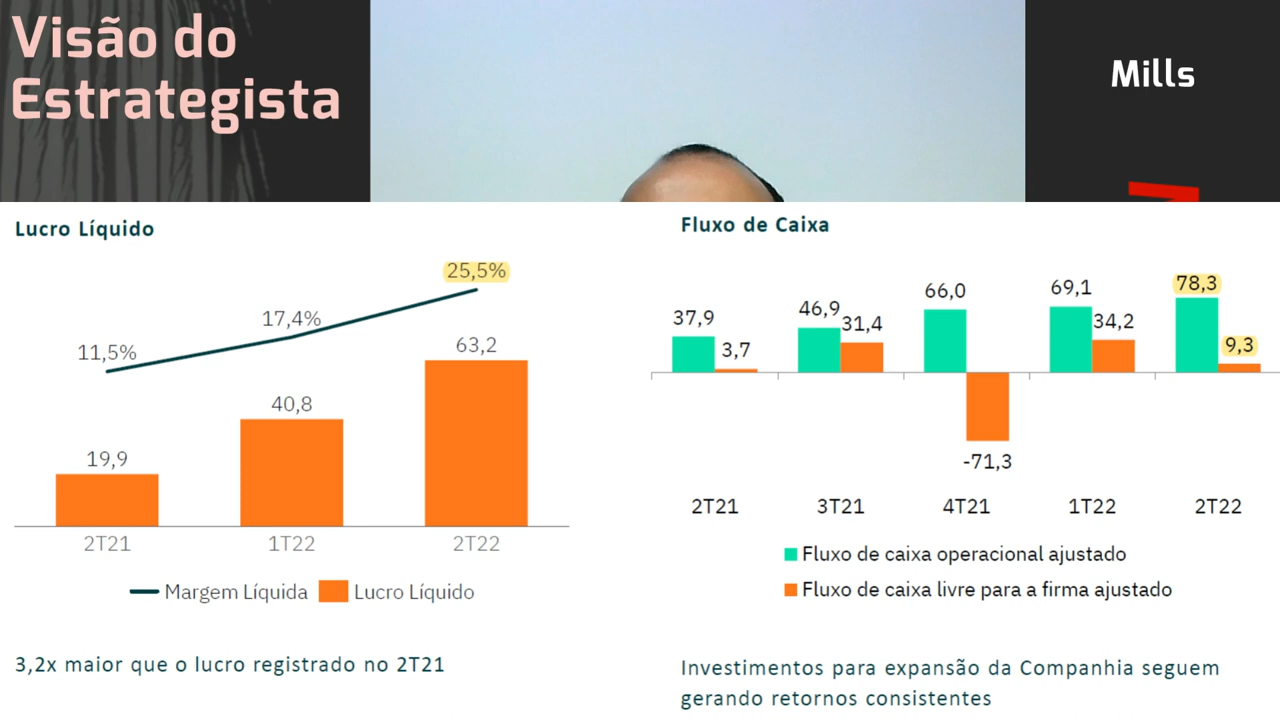 Visão do
Estrategista
Mills
Lucro Líquido
25,5%
17,4%
11,5%
63,2
40,8
19,9
2T21
1T22
2T22
Margem Líquida
Lucro Líquido
3,2x maior que o lucro registrado no 2T21
Fluxo de Caixa
37,9
3,7
46,9
31,4
66,0
-71,3
69,1
34,2
78,3
9,3
2T21
3T21
4T21
1T22
2T22
Fluxo de caixa operacional ajustado
Fluxo de caixa livre para a firma ajustado
Investimentos para expansão da Companhia seguem
gerando retornos consistentes